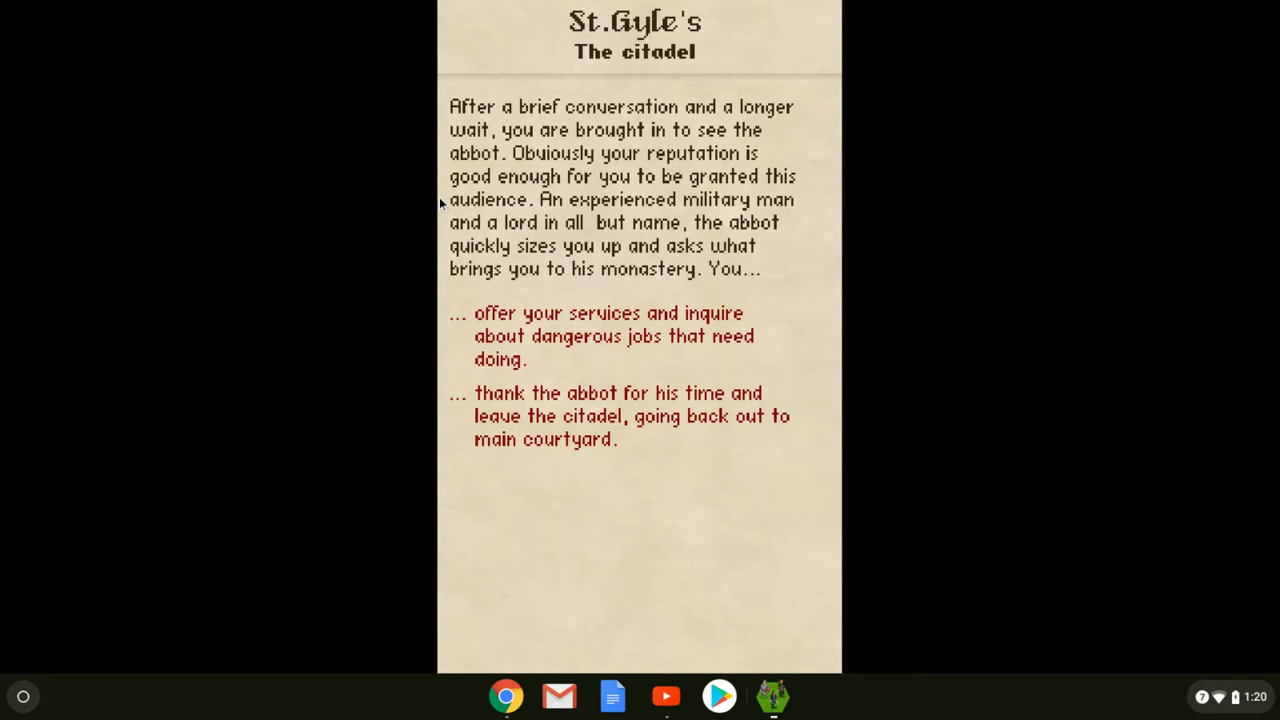 St.Gyle's
The citadel
After a brief conversation and a longer
wait, you are brought in to see the
abbot. Obviously your reputation is
good enough for you to be granted this
audience. An experienced military man
and a lord in all  but name, the abbot
quickly sizes you up and asks what
brings you to his monastery. You...
... offer your services and inquire
about dangerous jobs that need
doing.
... thank the abbot for his time and
leave the citadel, going back out to
main courtyard.
7 1:20